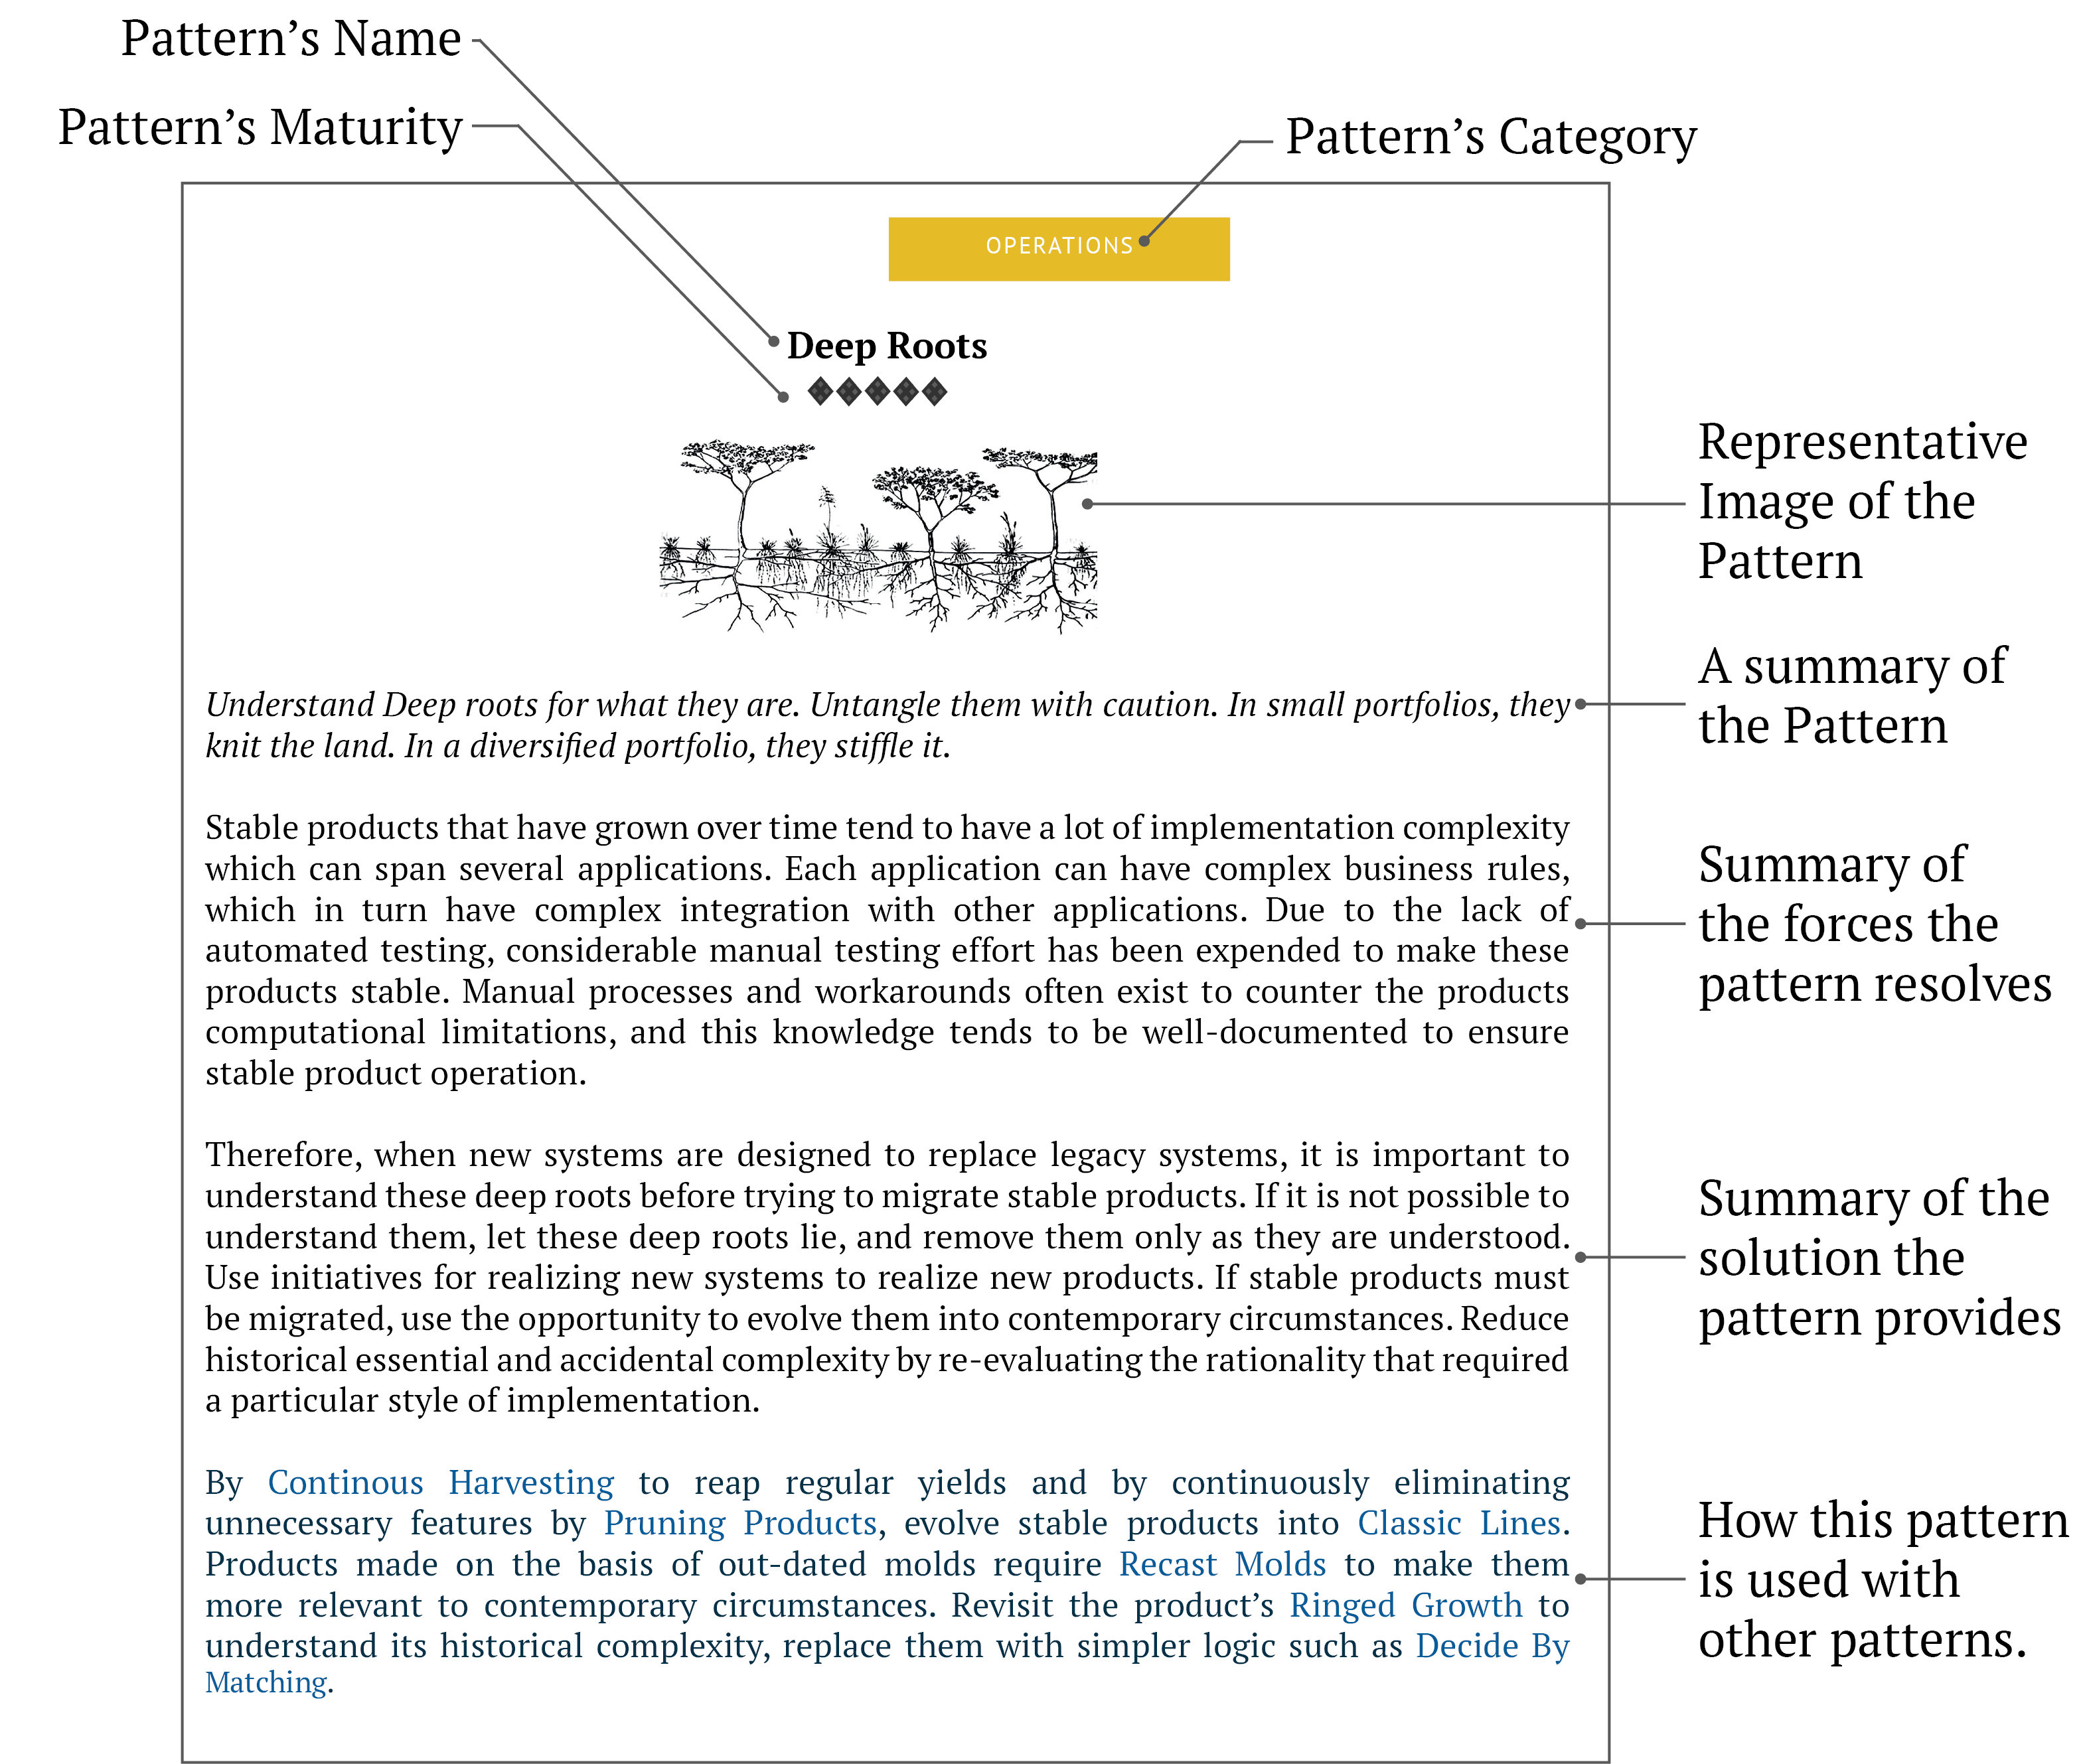 Pattern’s Name
Pattern’s Maturity
Pattern’s Category
OPERATIONS
Deep Roots
Representative
Image of the
Pattern
Understand Deep roots for what they are. Untangle them with caution. In small portfolios, they
knit the land. In a diversified portfolio, they stiffle it.
A summary of
the Pattern
Stable products that have grown over time tend to have a lot of implementation complexity
which can span several applications. Each application can have complex business rules,
which in turn have complex integration with other applications. Due to the lack of
automated testing, considerable manual testing effort has been expended to make these
products stable. Manual processes and workarounds often exist to counter the products
computational limitations, and this knowledge tends to be well-documented to ensure
stable product operation.
Summary of
the forces the
pattern resolves
Therefore, when new systems are designed to replace legacy systems, it is important to
understand these deep roots before trying to migrate stable products. If it is not possible to
understand them, let these deep roots lie, and remove them only as they are understood.
Use initiatives for realizing new systems to realize new products. If stable products must
be migrated, use the opportunity to evolve them into contemporary circumstances. Reduce
historical essential and accidental complexity by re-evaluating the rationality that required
a particular style of implementation.
Summary of the
solution the
pattern provides
By Continous Harvesting to reap regular yields and by continuously eliminating
unnecessary features by Pruning Products, evolve stable products into Classic Lines.
Products made on the basis of out-dated molds require Recast Molds to make them
more relevant to contemporary circumstances. Revisit the product’s Ringed Growth to
understand its historical complexity, replace them with simpler logic such as Decide By
Matching.
How this pattern
is used with
other patterns.